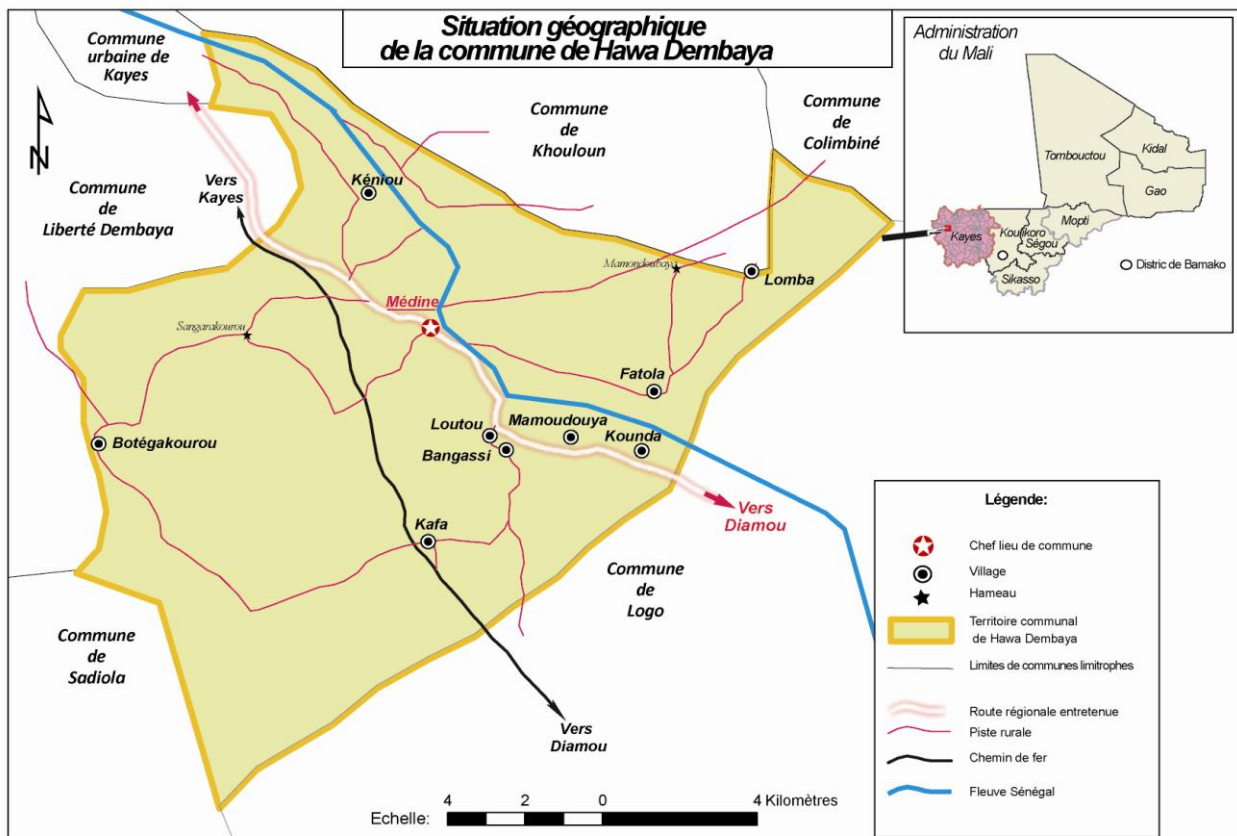 Situation géographique
de la commune de Hawa Dembaya
Commune
urbaine de
Kayes
N
Commune
de
Khouloun
Commune
de
Colimbiné
Commune
de
Liberté Dembaya
Vers
Kayes
Kéniou
Mamondoubaya
Lomba
Médine
Sangarakourou
Fatola
Loutou
Mamoudouya
Kounda
Bangassi
Botégakourou
Vers
Diamou
Kafa
Commune
de
Logo
Commune
de
Sadiola
Vers
Diamou
Echelle:
4 2 0 4 Kilomètres
Administration
du Mali
Tombouctou
Kidal
Gao
Mopti
Kayes
Koulikoro
Ségou
Sikasso
Distric de Bamako
Légende:
Chef lieu de commune
Village
Hameau
Territoire communal
de Hawa Dembaya
Limites de communes limitrophes
Route régionale entretenue
Piste rurale
Chemin de fer
Fleuve Sénégal